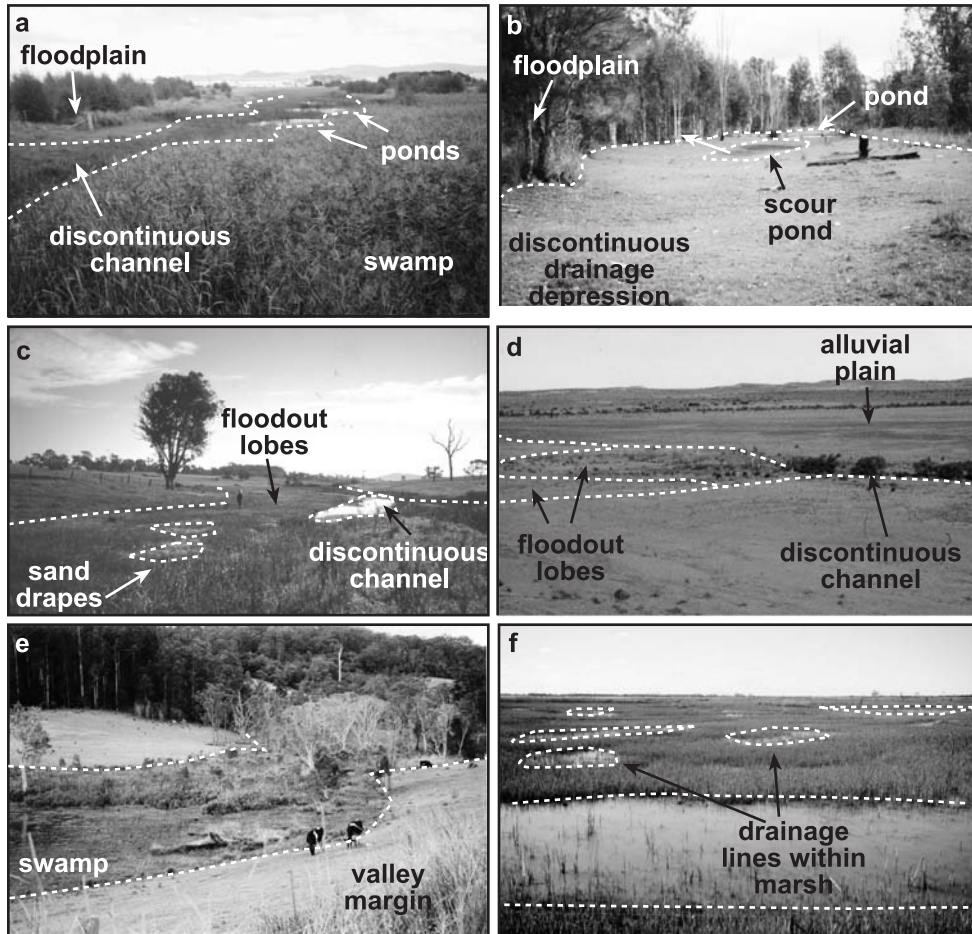 a
floodplain
ponds
discontinuous
channel
swamp
b
floodplain
pond
scour
pond
discontinuous
drainage
depression
c
floodout
lobes
sand
drapes
discontinuous
channel
d
alluvial
plain
floodout
lobes
discontinuous
channel
e
swamp
valley
margin
f
drainage
lines within
marsh